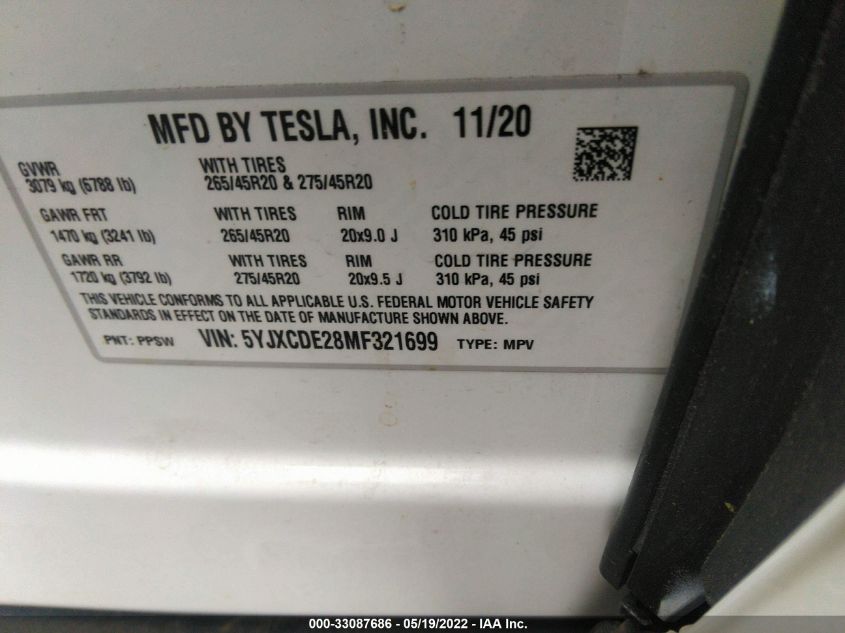 MFD BY TESLA, INC. 11/20
GVWR WITH TIRES
3079 kg (6788 lb) 265/45R20 & 275/45R20
GAWR FRT WITH TIRES RIM COLD TIRE PRESSURE
1470 kg (3241 lb) 265/45R20 20x9.0 J 310 kPa, 45 psi
GAWR RR WITH TIRES RIM COLD TIRE PRESSURE
1720 kg (3792 lb) 275/45R20 20x9.5 J 310 kPa, 45 psi
THIS VEHICLE CONFORMS TO ALL APPLICABLE U.S. FEDERAL MOTOR VEHICLE SAFETY
STANDARDS IN EFFECT ON THE DATE OF MANUFACTURE SHOWN ABOVE.
PNT: PPSW VIN: 5YJXCDE28MF321699 TYPE: MPV
000-33087686 - 05/19/2022 - IAA Inc.